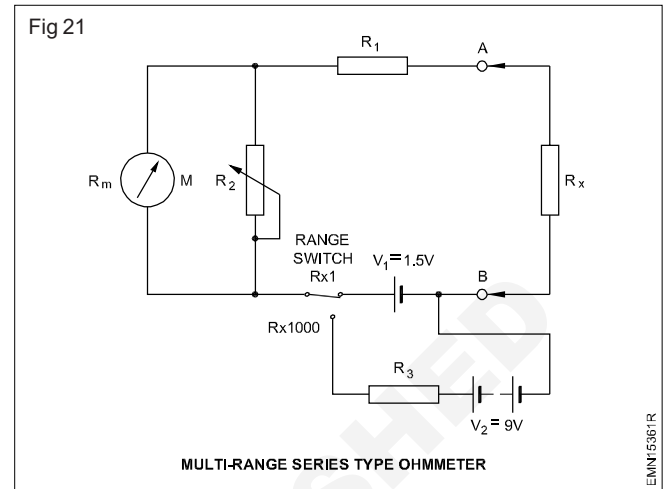 Fig 21
R1
A
Rm
M
R2
Rx
RANGE
SWITCH
Rx1
V1 = 1.5V
B
Rx1000
R3
V2 = 9V
MULTI-RANGE SERIES TYPE OHMMETER
EMN15361R
SHED